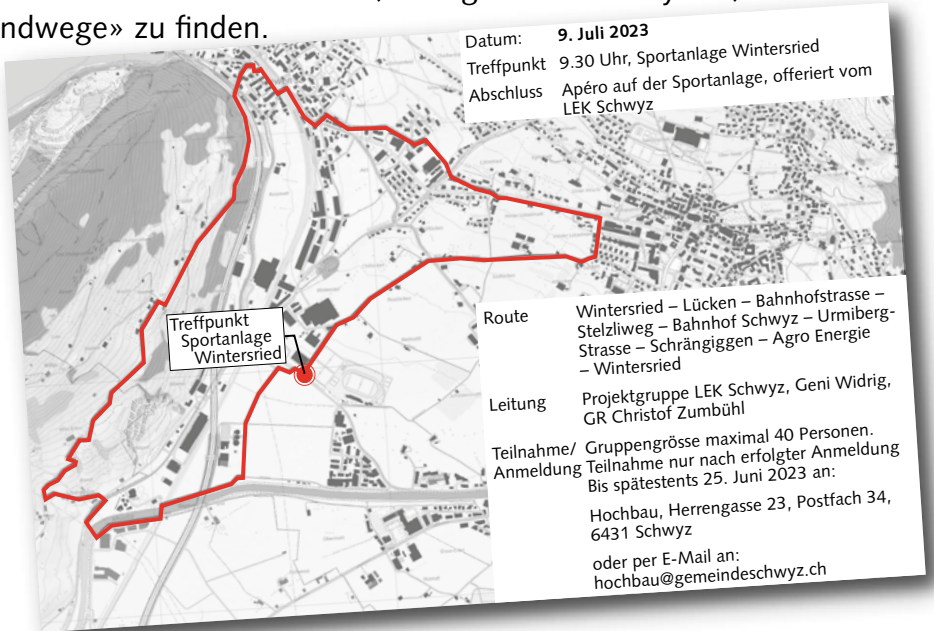 ndwege» zu finden.
Datum: 9. Juli 2023
Treffpunkt 9.30 Uhr, Sportanlage Wintersried
Abschluss Apéro auf der Sportanlage, offeriert vom
LEK Schwyz
Treffpunkt
Sportanlage
Wintersried
Route Wintersried – Lücken – Bahnhofstrasse –
Stelzliweg – Bahnhof Schwyz – Urmiberg-
Strasse – Schrängiggen – Agro Energie
– Wintersried
Leitung Projektgruppe LEK Schwyz, Geni Widrig,
GR Christof Zumbühl
Teilnahme/ Gruppengrösse maximal 40 Personen.
Anmeldung Teilnahme nur nach erfolgter Anmeldung
Bis spätestents 25. Juni 2023 an:
Hochbau, Herrengasse 23, Postfach 34,
6431 Schwyz
oder per E-Mail an:
hochbau@gemeindeschwyz.ch